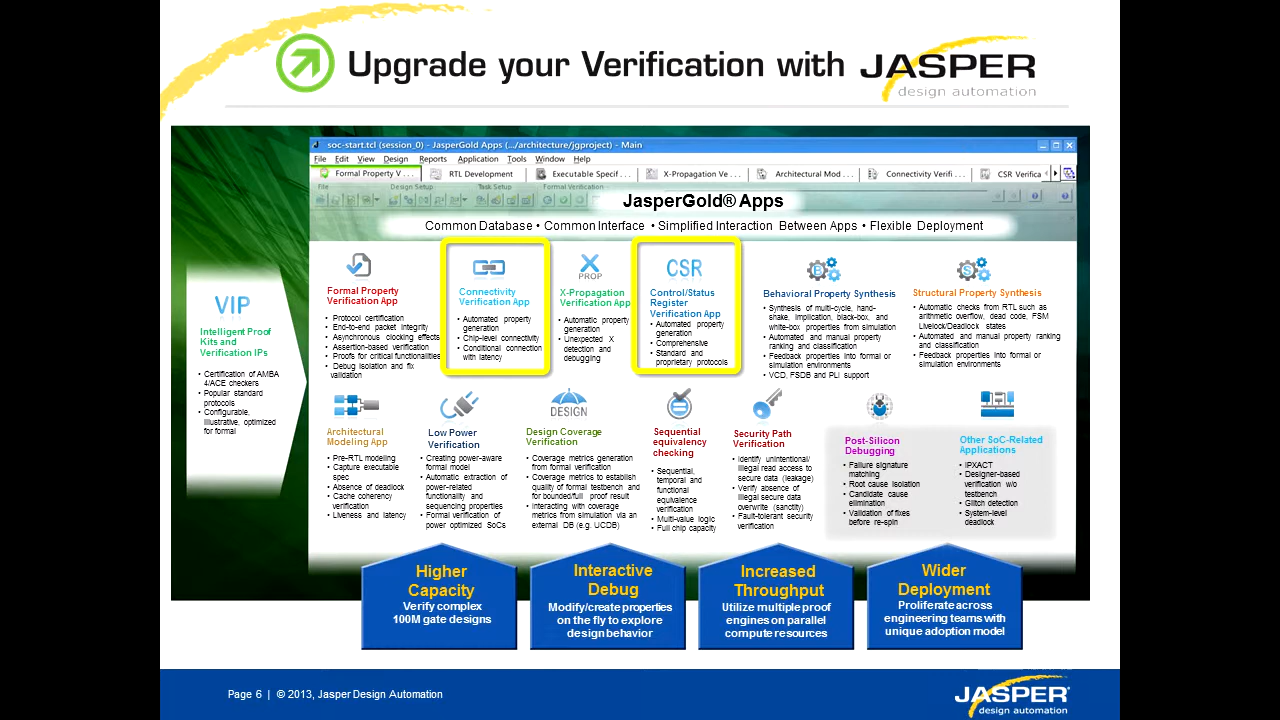 Upgrade your Verification with JASPER
design automation
soc-start.tcl (session_0) - JasperGold Apps (.../architecture/jgproject) - Main
File Edit View Design Reports Application Tools Window Help
Formal Property V ... RTL Development Executable Specif ... X-Propagation Ve ... Architectural Mod ... Connectivity Verifi ... CSR Verifica
File Design Setup Task Setup Formal Verification
JasperGold® Apps
Common Database • Common Interface • Simplified Interaction Between Apps • Flexible Deployment
VIP
Intelligent Proof
Kits and
Verification IPs
• Certification of AMBA
4/ACE checkers
• Popular standard
protocols
• Configurable,
illustrative, optimized
for formal
Formal Property
Verification App
• Protocol certification
• End-to-end packet integrity
• Asynchronous clocking effects
• Assertion-based verification
• Proofs for critical functionalities
• Debug isolation and fix
validation
Connectivity
Verification App
• Automated property
generation
• Chip-level connectivity
• Conditional connection
with latency
PROP
X-Propagation
Verification App
• Automatic property
generation
• Unexpected X
detection and
debugging
CSR
Control/Status
Register
Verification App
• Automated property
generation
• Comprehensive
• Standard and
proprietary protocols
Behavioral Property Synthesis
• Synthesis of multi-cycle, hand-
shake, implication, black-box, and
white-box properties from simulation
• Automated and manual property
ranking and classification
• Feedback properties into formal or
simulation environments
• VCD, FSDB and PLI support
Structural Property Synthesis
• Automatic checks from RTL such as
arithmetic overflow, dead code, FSM
Livelock/Deadlock states
• Automated and manual property ranking
and classification
• Feedback properties into formal or
simulation environments
Architectural
Modeling App
• Pre-RTL modeling
• Capture executable
spec
• Absence of deadlock
• Cache coherency
verification
• Liveness and latency
Low Power
Verification
• Creating power-aware
formal model
• Automatic extraction of
power-related
functionality and
sequencing properties
• Formal verification of
power optimized SoCs
DESIGN
Design Coverage
Verification
• Coverage metrics generation
from formal verification
• Coverage metrics to establish
quality of formal testbench and
for bounded/full proof result
• Interacting with coverage
metrics from simulation via an
external DB (e.g. UCDB)
Sequential
equivalency
checking
• Sequential,
temporal and
functional
equivalence
verification
• Multi-value logic
• Full chip capacity
Security Path
Verification
• Identify unintentional/
illegal read access to
secure data (leakage)
• Verify absence of
illegal secure data
overwrite (sanctity)
• Fault-tolerant security
verification
Post-Silicon
Debugging
• Failure signature
matching
• Root cause isolation
• Candidate cause
elimination
• Validation of fixes
before re-spin
Other SoC-Related
Applications
• IPXACT
• Designer-based
verification w/o
testbench
• Glitch detection
• System-level
deadlock
Higher
Capacity
Verify complex
100M gate designs
Interactive
Debug
Modify/create properties
on the fly to explore
design behavior
Increased
Throughput
Utilize multiple proof
engines on parallel
compute resources
Wider
Deployment
Proliferate across
engineering teams with
unique adoption model
Page 6 | © 2013, Jasper Design Automation
JASPER
design automation